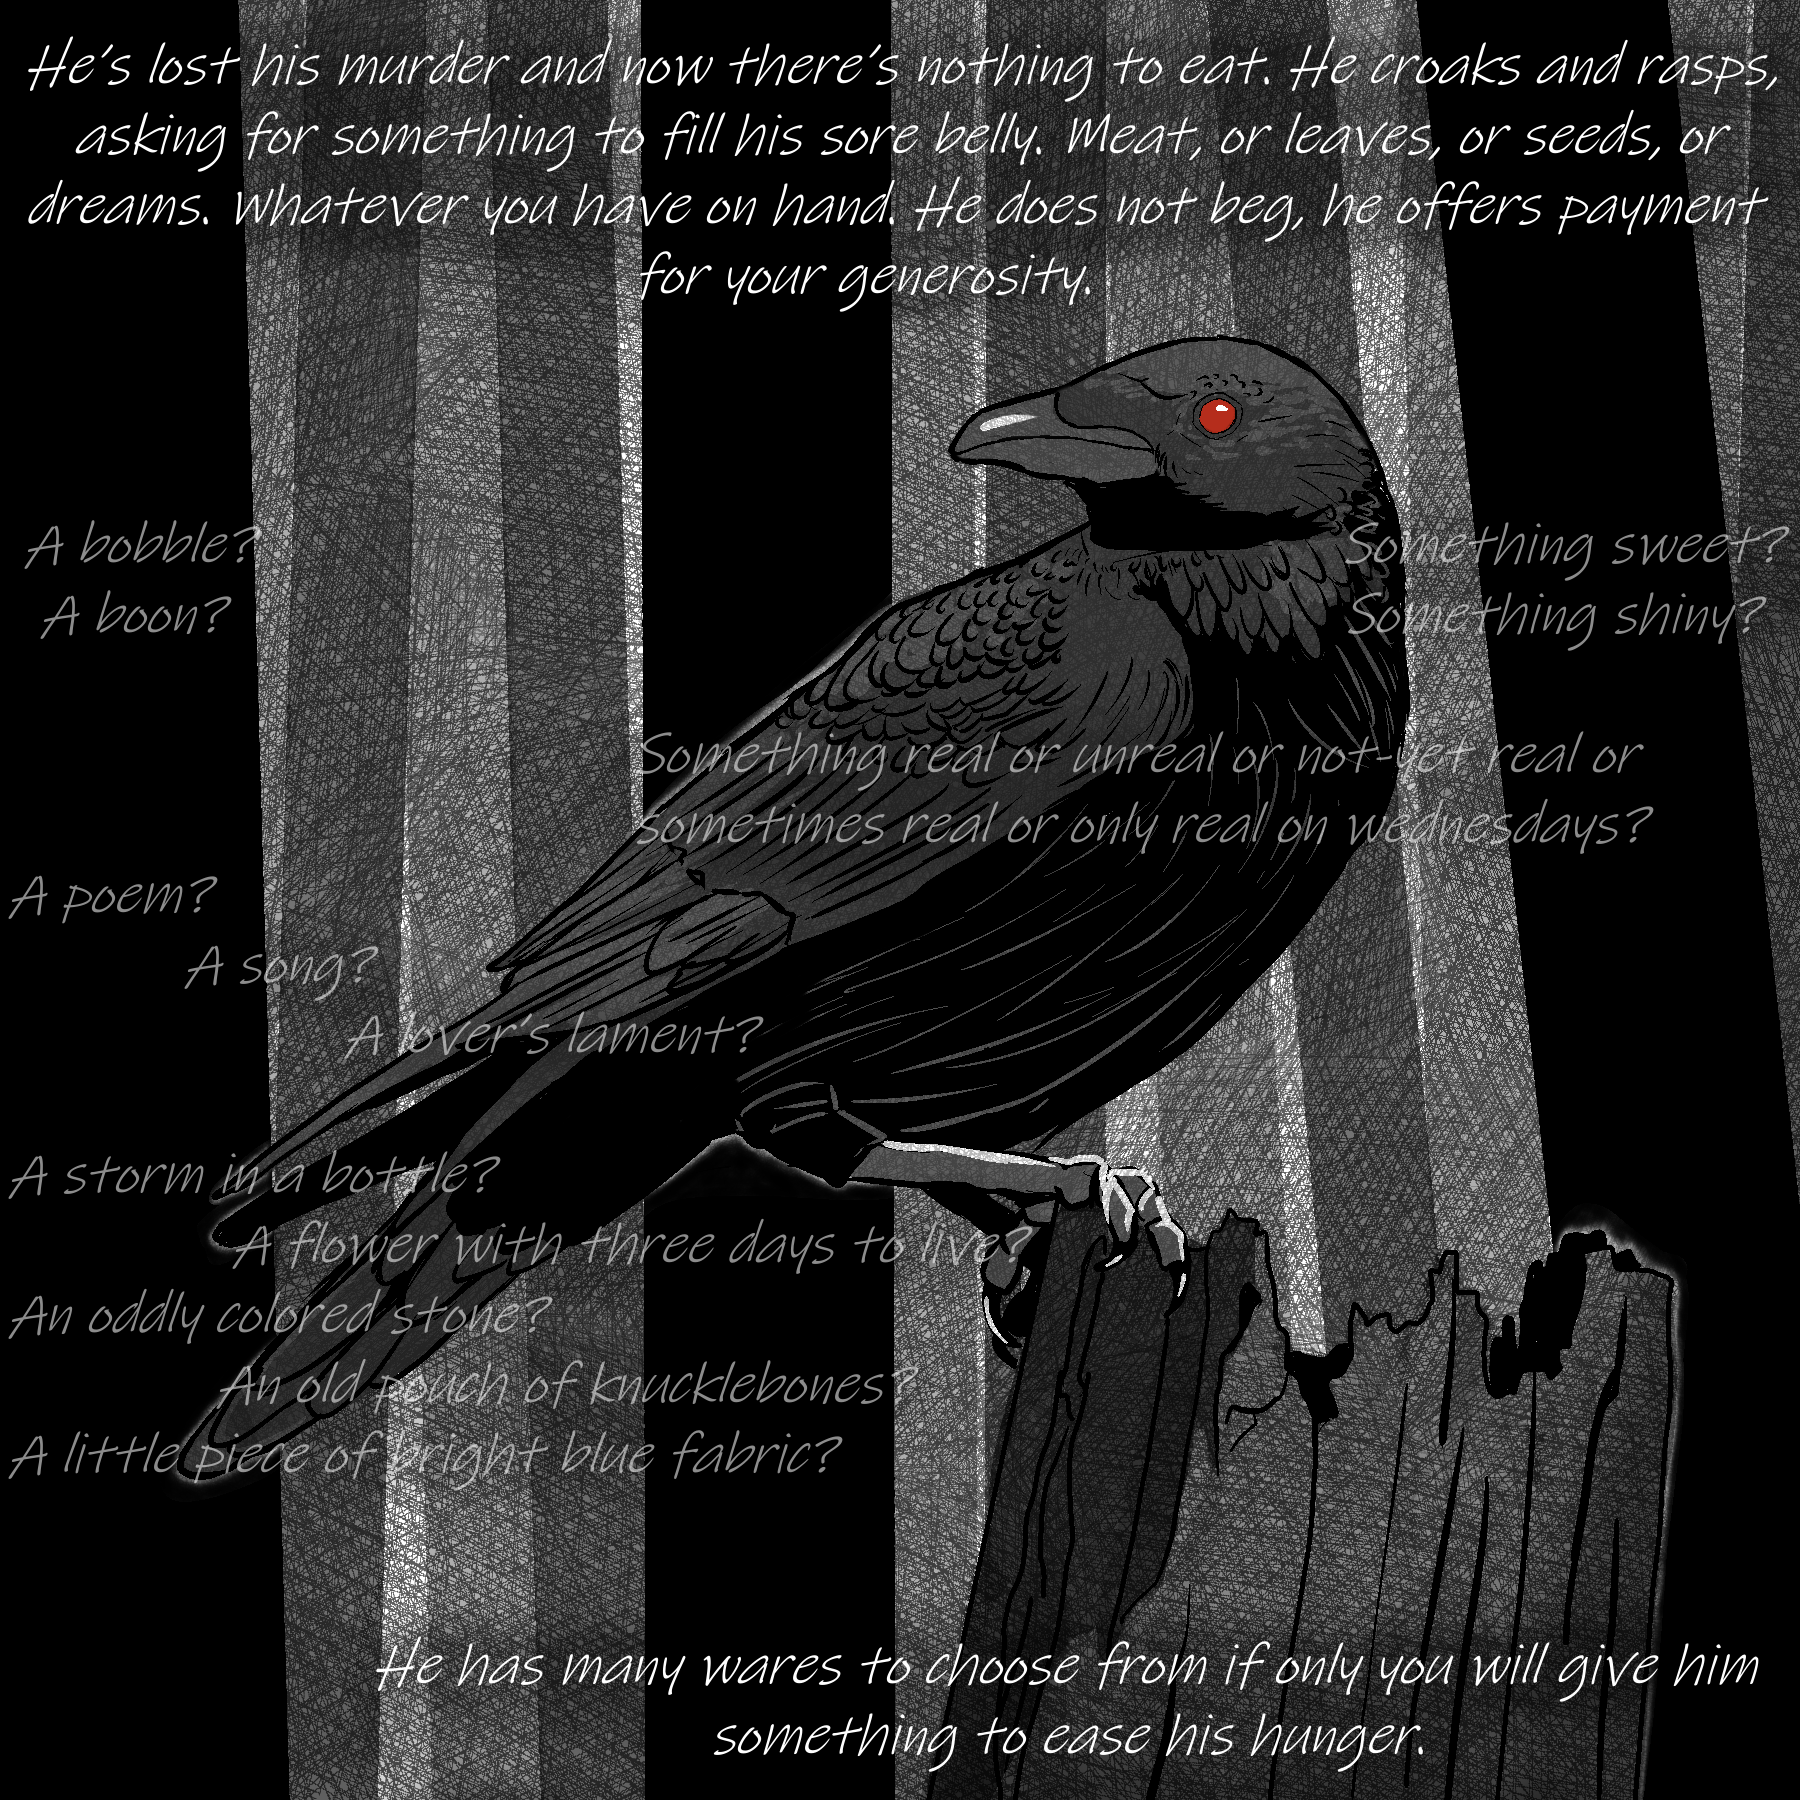 He's lost his murder and now there's nothing to eat. He croaks and rasps,
asking for something to fill his sore belly. Meat, or leaves, or seeds, or
dreams. Whatever you have on hand. He does not beg, he offers payment
for your generosity.
A bobble?
A boon?
Something sweet?
Something shiny?
Something real or unreal or not-yet real or
sometimes real or only real on wednesdays?
A poem?
A song?
A lover's lament?
A storm in a bottle?
A flower with three days to live?
An oddly colored stone?
An old pouch of knucklebones?
A little piece of bright blue fabric?
He has many wares to choose from if only you will give him
something to ease his hunger.